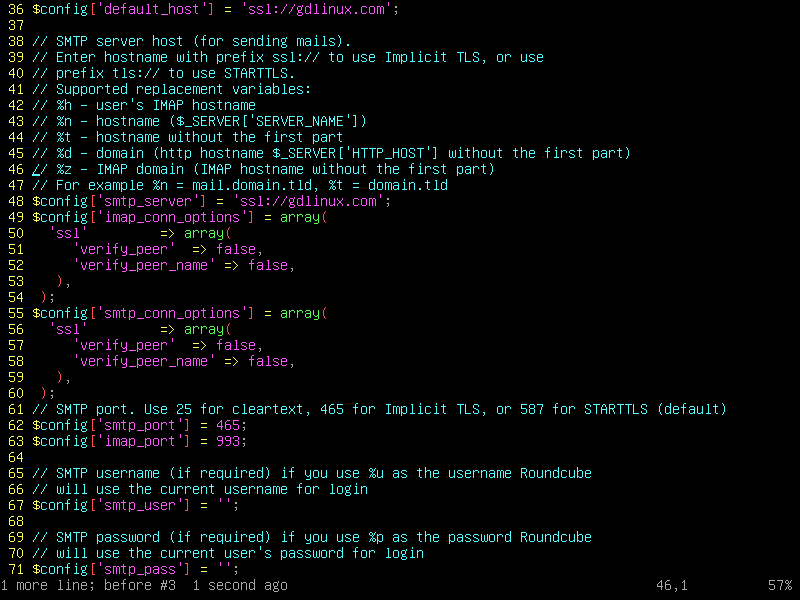 36 $config['default_host'] = 'ssl://gdlinux.com';
37
38 // SMTP server host (for sending mails).
39 // Enter hostname with prefix ssl:// to use Implicit TLS, or use
40 // prefix tls:// to use STARTTLS.
41 // Supported replacement variables:
42 // %h - user's IMAP hostname
43 // %n - hostname ($_SERVER['SERVER_NAME'])
44 // %t - hostname without the first part
45 // %d - domain (http hostname $_SERVER['HTTP_HOST'] without the first part)
46 // %z - IMAP domain (IMAP hostname without the first part)
47 // For example %n = mail.domain.tld, %t = domain.tld
48 $config['smtp_server'] = 'ssl://gdlinux.com';
49 $config['imap_conn_options'] = array(
50   'ssl'         => array(
51      'verify_peer'  => false,
52      'verify_peer_name' => false,
53    ),
54  );
55 $config['smtp_conn_options'] = array(
56   'ssl'         => array(
57      'verify_peer'  => false,
58      'verify_peer_name' => false,
59    ),
60  );
61 // SMTP port. Use 25 for cleartext, 465 for Implicit TLS, or 587 for STARTTLS (default)
62 $config['smtp_port'] = 465;
63 $config['imap_port'] = 993;
64
65 // SMTP username (if required) if you use %u as the username Roundcube
66 // will use the current username for login
67 $config['smtp_user'] = '';
68
69 // SMTP password (if required) if you use %p as the password Roundcube
70 // will use the current user's password for login
71 $config['smtp_pass'] = '';
1 more line; before #3  1 second ago                                              46,1          57%